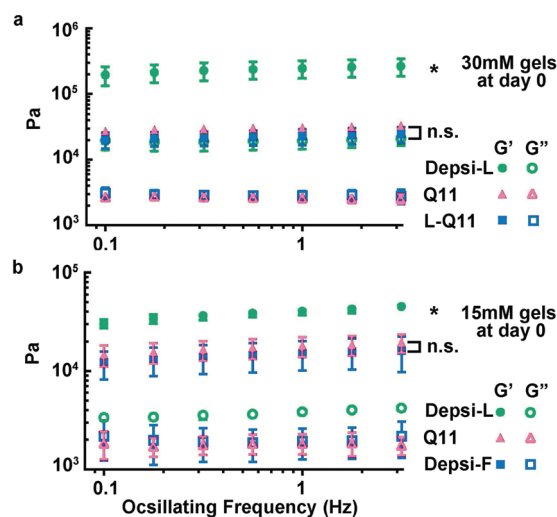 a
10⁶
10⁵
10⁴
10³
Pa
0.1
1
* 30mM gels
at day 0
n.s.
G' G"
Depsi-L
Q11
L-Q11
b
10⁵
10⁴
10³
Pa
0.1
1
Ocsillating Frequency (Hz)
* 15mM gels
at day 0
n.s.
G' G"
Depsi-L
Q11
Depsi-F